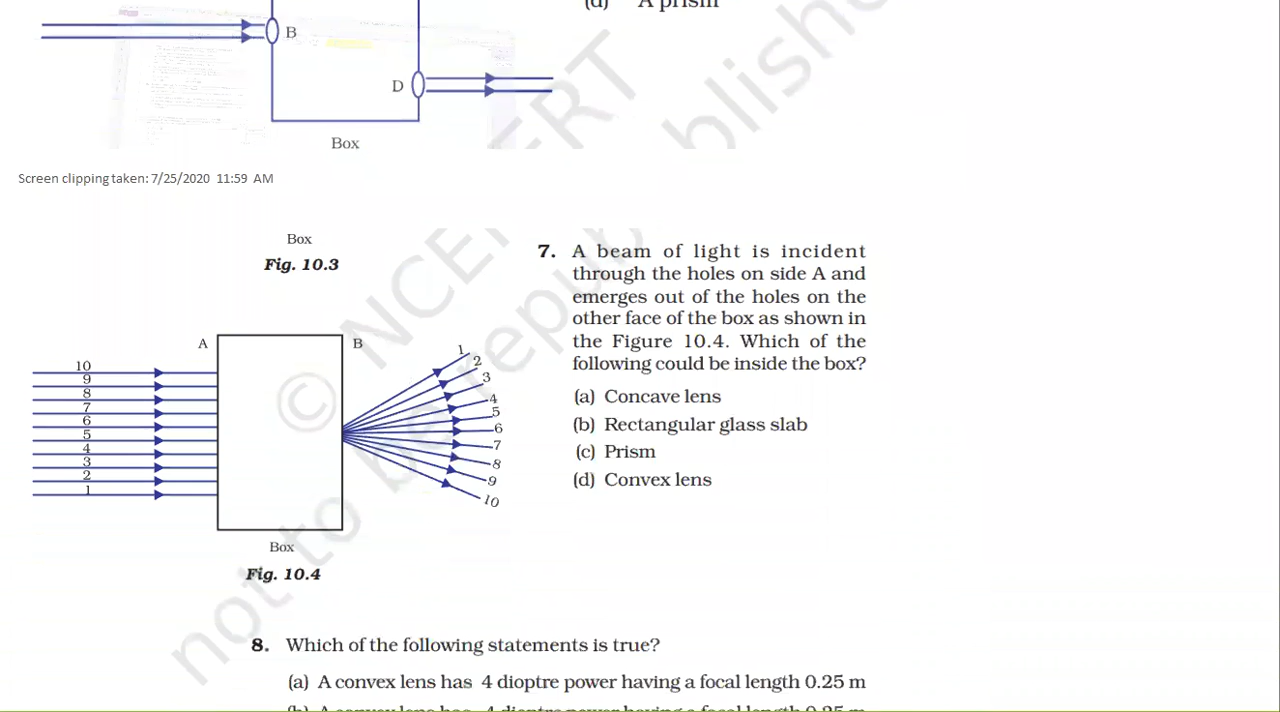 (d) A prism
B
D
Box
Screen clipping taken: 7/25/2020 11:59 AM
Box
Fig. 10.3
7. A beam of light is incident
through the holes on side A and
emerges out of the holes on the
other face of the box as shown in
the Figure 10.4. Which of the
following could be inside the box?
(a) Concave lens
(b) Rectangular glass slab
(c) Prism
(d) Convex lens
A
B
10
9
8
7
6
5
4
3
2
1
1
2
3
4
5
6
7
8
9
10
Box
Fig. 10.4
© NCERT
not to be republished
8. Which of the following statements is true?
(a) A convex lens has 4 dioptre power having a focal length 0.25 m